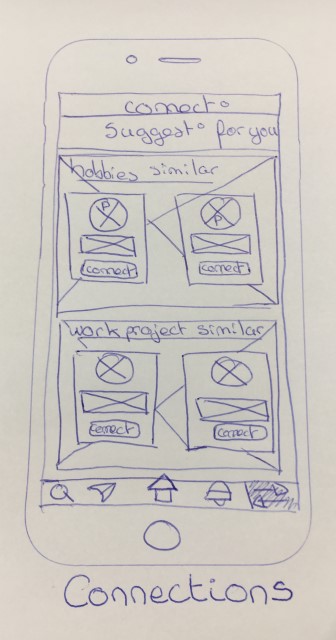 connect°
Suggest° for you
hobbies similar
P P
connect connect
work project similar
connect connect
Connections